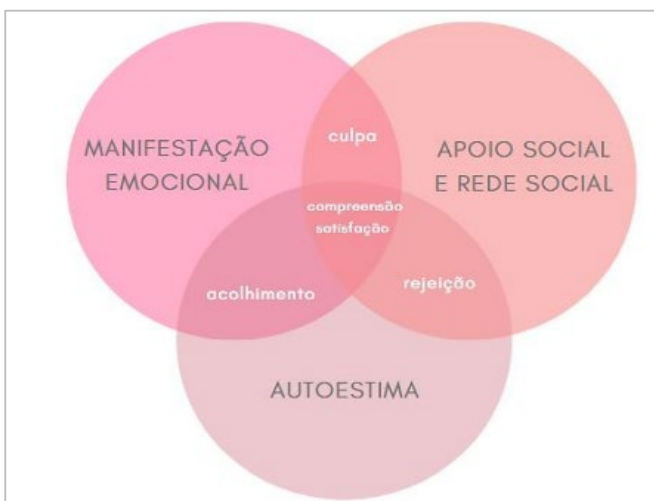 culpa
MANIFESTAÇÃO
EMOCIONAL
APOIO SOCIAL
E REDE SOCIAL
compreensão
satisfação
acolhimento
rejeição
AUTOESTIMA